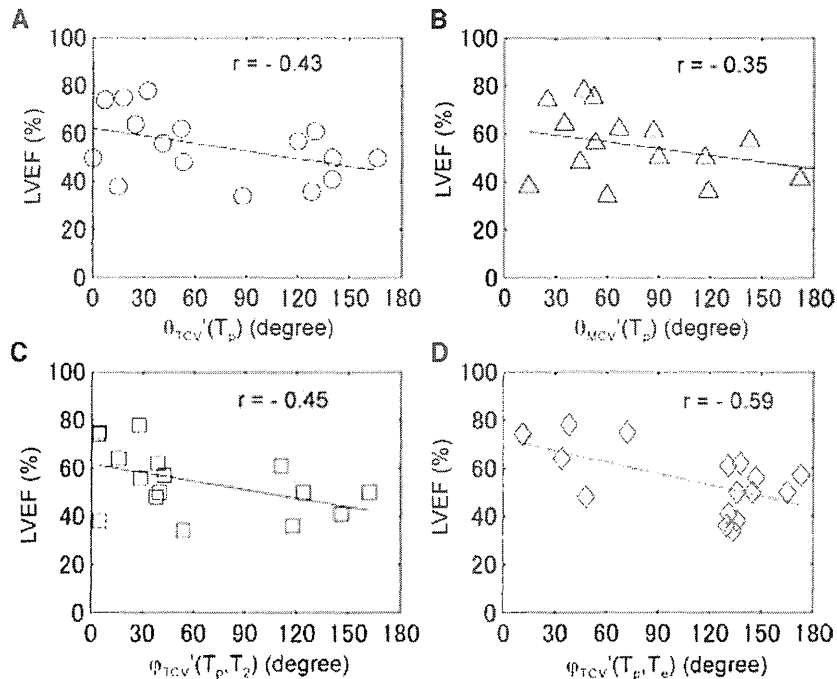 A
100
80
60
40
20
0
LVEF (%)
r = - 0.43
0 30 60 90 120 150 180
θTCV'(Tp) (degree)
B
100
80
60
40
20
0
LVEF (%)
r = - 0.35
0 30 60 90 120 150 180
θMCV'(Tp) (degree)
C
100
80
60
40
20
0
LVEF (%)
r = - 0.45
0 30 60 90 120 150 180
φTCV'(Tp,T2) (degree)
D
100
80
60
40
20
0
LVEF (%)
r = - 0.59
0 30 60 90 120 150 180
φTCV'(Tp,Te) (degree)